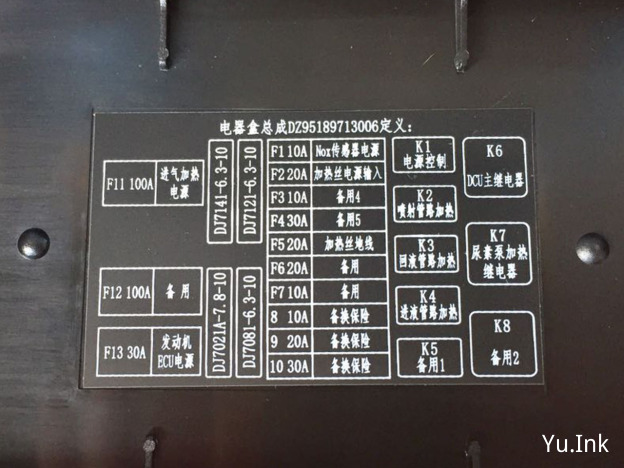 电器盒总成DZ95189713006定义：
F11 100A 进气加热
电源
F12 100A 备用
F13 30A 发动机
ECU电源
DJ7141-6.3-10
DJ7121-6.3-10
DJ7021A-7.8-10
DJ7081-6.3-10
F1 10A Nox传感器电源
F2 20A 加热丝电源输入
F3 10A 备用4
F4 30A 备用5
F5 20A 加热丝地线
F6 20A 备用
F7 10A 备用
8 10A 备换保险
9 20A 备换保险
10 30A 备换保险
K1
电源控制
K2
喷射管路加热
K3
回液管路加热
K4
进液管路加热
K5
备用1
K6
DCU主继电器
K7
尿素泵加热
继电器
K8
备用2
Yu.Ink